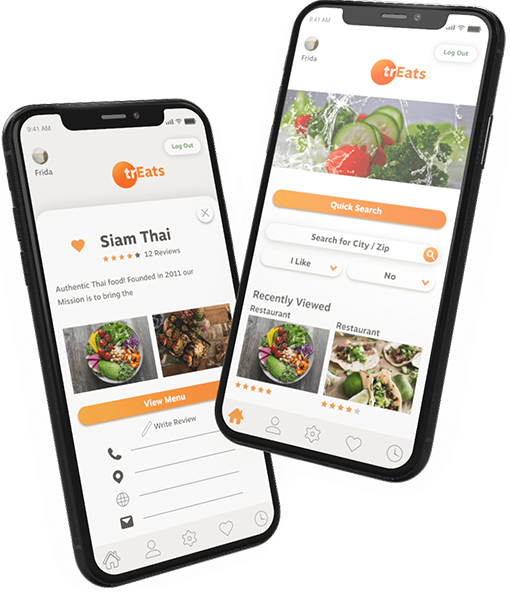 9:41 AM
Frida
Log Out
trEats
Siam Thai
12 Reviews
Authentic Thai food! Founded in 2011 our
Mission is to bring the
View Menu
Write Review
9:41 AM
Frida
Log Out
trEats
Quick Search
Search for City / Zip
I Like
No
Recently Viewed
Restaurant
Restaurant